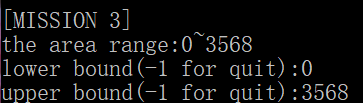 [MISSION 3]
the area range:0~3568
lower bound(-1 for quit):0
upper bound(-1 for quit):3568